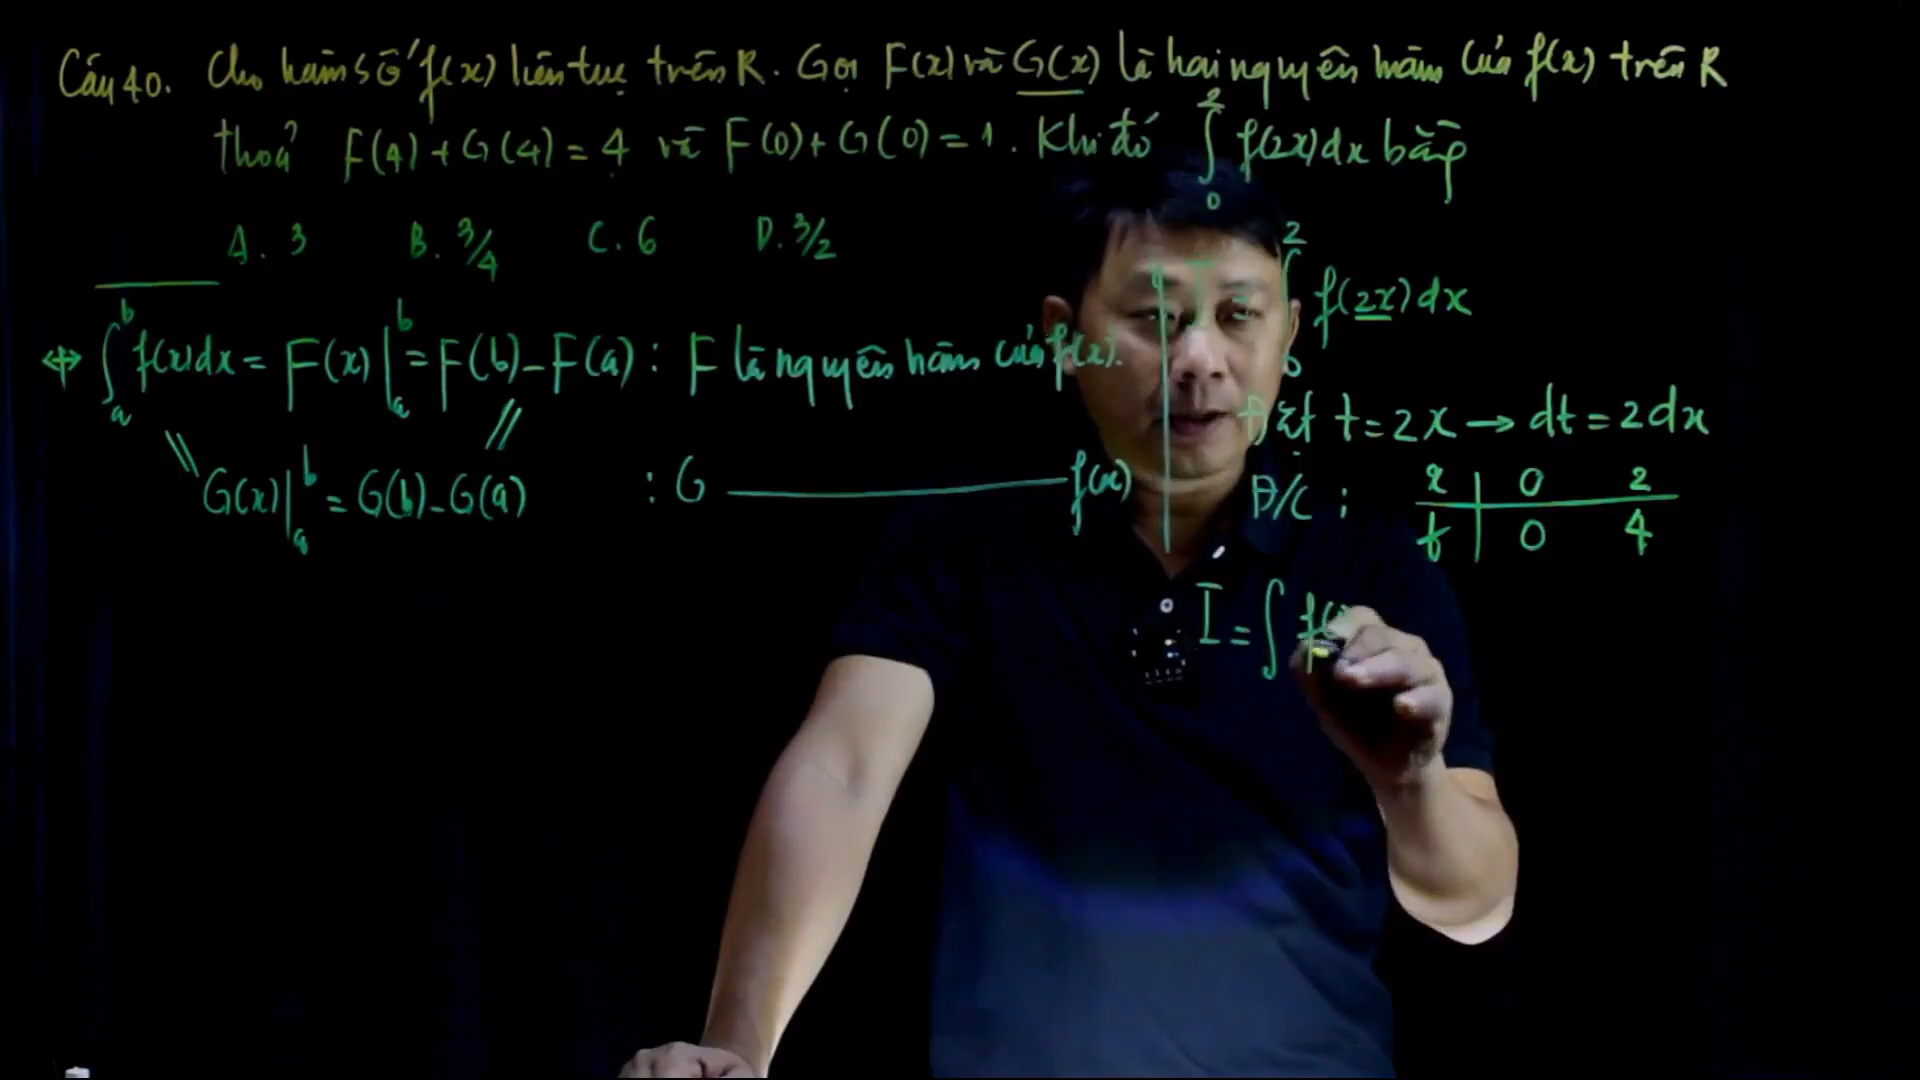 Câu 40. Cho hàm số f(x) liên tục trên R. Gọi F(x) và G(x) là hai nguyên hàm của f(x) trên R
thoả F(4) + G(4) = 4 và F(0) + G(0) = 1. Khi đó ∫₀² f(2x)dx bằng
A. 3 B. 3/4 C. 6 D. 3/2
∫ₐᵇ f(x)dx = F(x)|ₐᵇ = F(b) - F(a) : F là nguyên hàm của f(x).
G(x)|ₐᵇ = G(b) - G(a) : G ——— f(x)
∫₀² f(2x)dx
Đặt t = 2x → dt = 2dx
Đ/C : x | 0 2
t | 0 4
I = ∫ f(